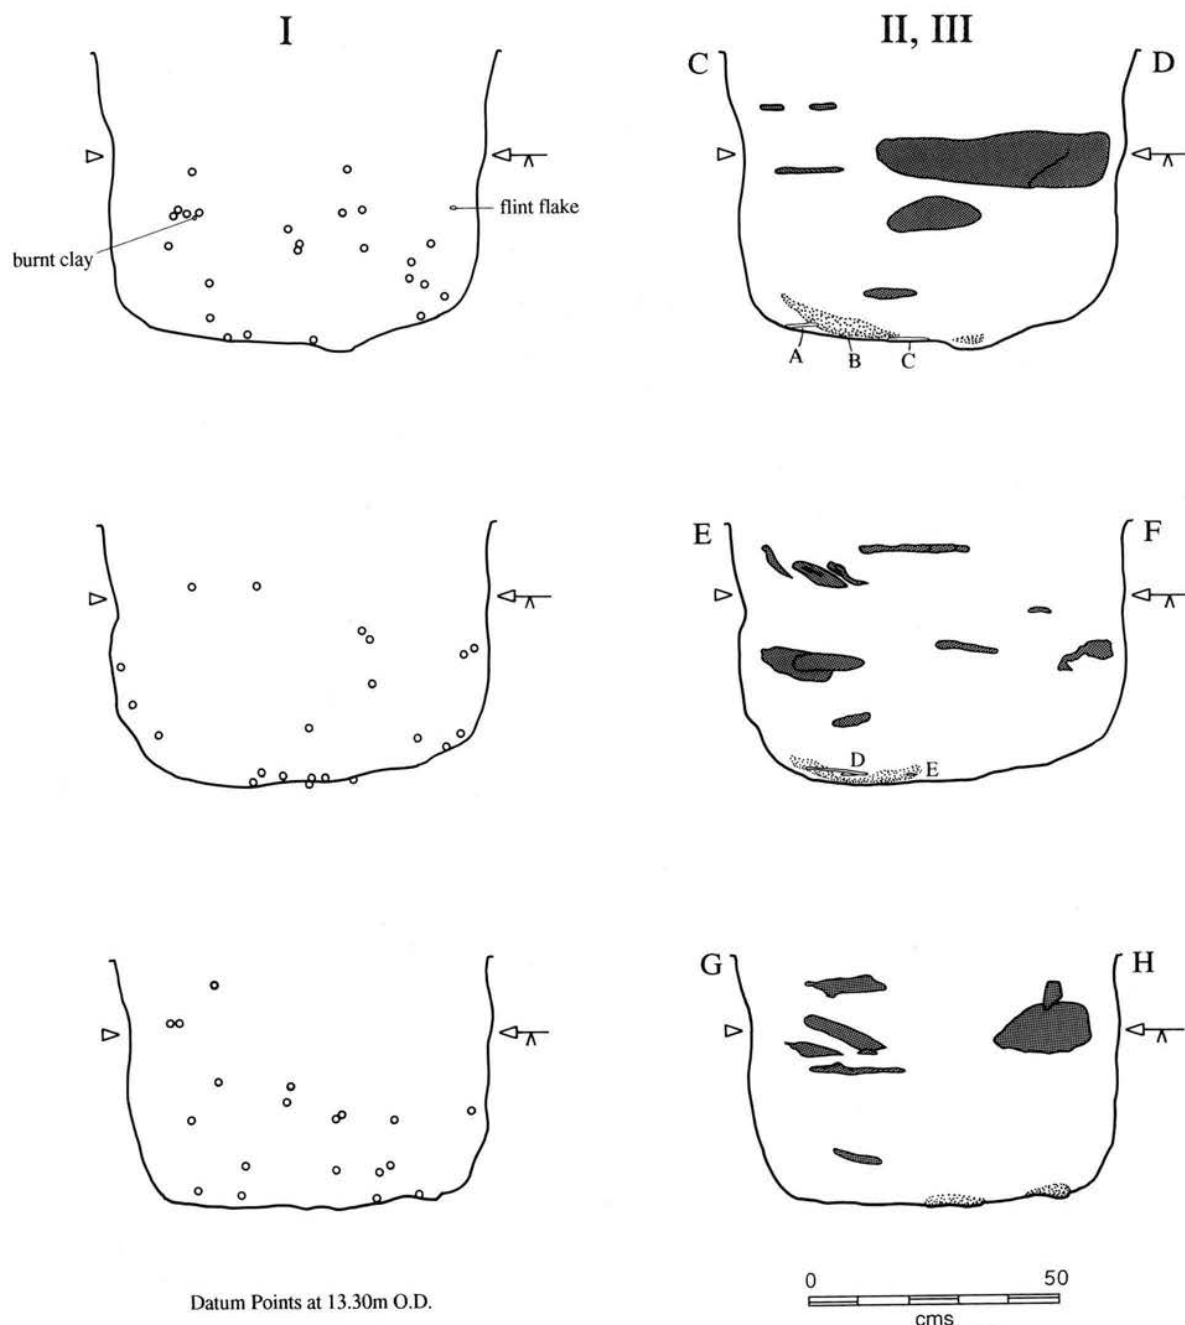 I
II, III
C
D
flint flake
burnt clay
A
B
C
E
F
D
E
G
H
Datum Points at 13.30m O.D.
0
50
cms